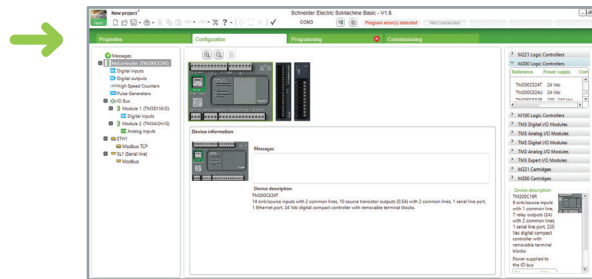 New project*
Schneider Electric SoMachine Basic - V1.6
COM3
Program error(s) detected
Not Connected
Properties
Configuration
Programming
Commissioning
Messages
MyController (TM200CE24T)
Digital inputs
Digital outputs
High Speed Counters
Pulse Generators
IO Bus
Module 1 (TM3DI16/G)
Digital inputs
Module 2 (TM3AI2H/G)
Analog inputs
ETH1
Modbus TCP
SL1 (Serial line)
Modbus
Device information
Messages
Device description
TM200CE24T
14 sink/source inputs with 2 common lines, 10 source transistor outputs (0.5A) with 2 common lines, 1 serial line port,
1 Ethernet port, 24 Vdc digital compact controller with removable terminal blocks.
M221 Logic Controllers
M200 Logic Controllers
Reference Power supply Com
TM200CE24T 24 Vdc
TM200CE24U 24 Vdc
M100 Logic Controllers
TM3 Digital I/O Modules
TM3 Analog I/O Modules
TM2 Digital I/O Modules
TM2 Analog I/O Modules
TM3 Expert I/O Modules
M221 Cartridges
M200 Cartridges
Device description
TM200C16R
9 sink/source inputs
with 1 common line,
7 relay outputs (2A)
with 2 common lines,
1 serial line port, 220
Vac digital compact
controller with
removable terminal
blocks.
Power supplied to
the IO bus